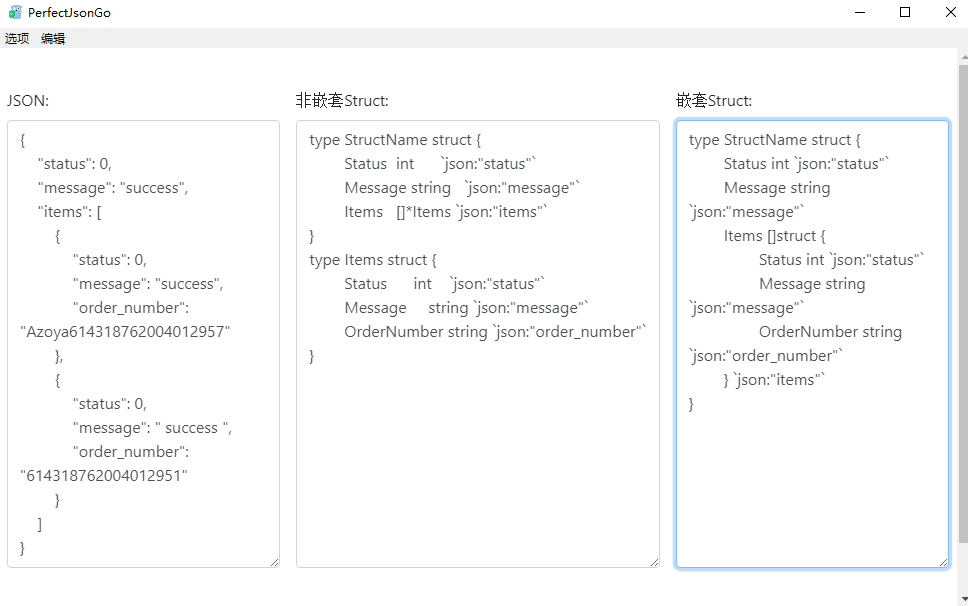 PerfectJsonGo
选项 编辑
JSON:
{
"status": 0,
"message": "success",
"items": [
{
"status": 0,
"message": "success",
"order_number":
"Azoya614318762004012957"
},
{
"status": 0,
"message": " success ",
"order_number":
"614318762004012951"
}
]
}
非嵌套Struct:
type StructName struct {
Status int `json:"status"`
Message string `json:"message"`
Items []*Items `json:"items"`
}
type Items struct {
Status int `json:"status"`
Message string `json:"message"`
OrderNumber string `json:"order_number"`
}
嵌套Struct:
type StructName struct {
Status int `json:"status"`
Message string
`json:"message"`
Items []struct {
Status int `json:"status"`
Message string
`json:"message"`
OrderNumber string
`json:"order_number"`
} `json:"items"`
}